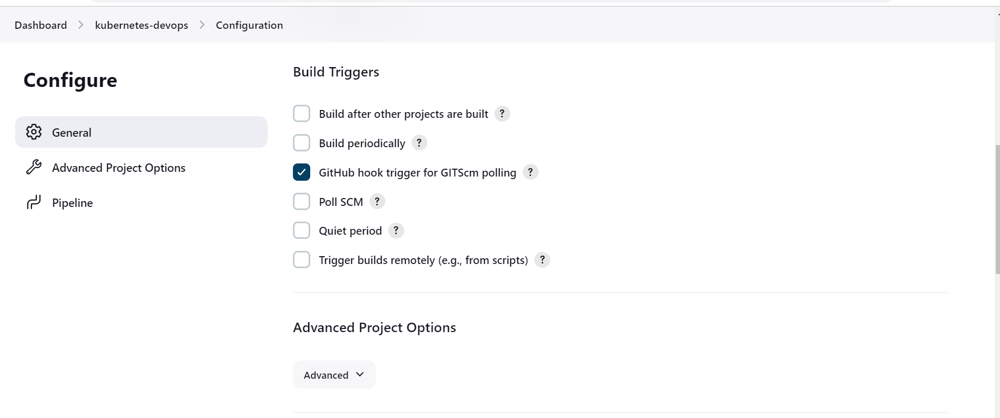 Dashboard > kubernetes-devops > Configuration
Configure
General
Advanced Project Options
Pipeline
Build Triggers
Build after other projects are built ?
Build periodically ?
GitHub hook trigger for GITScm polling ?
Poll SCM ?
Quiet period ?
Trigger builds remotely (e.g., from scripts) ?
Advanced Project Options
Advanced